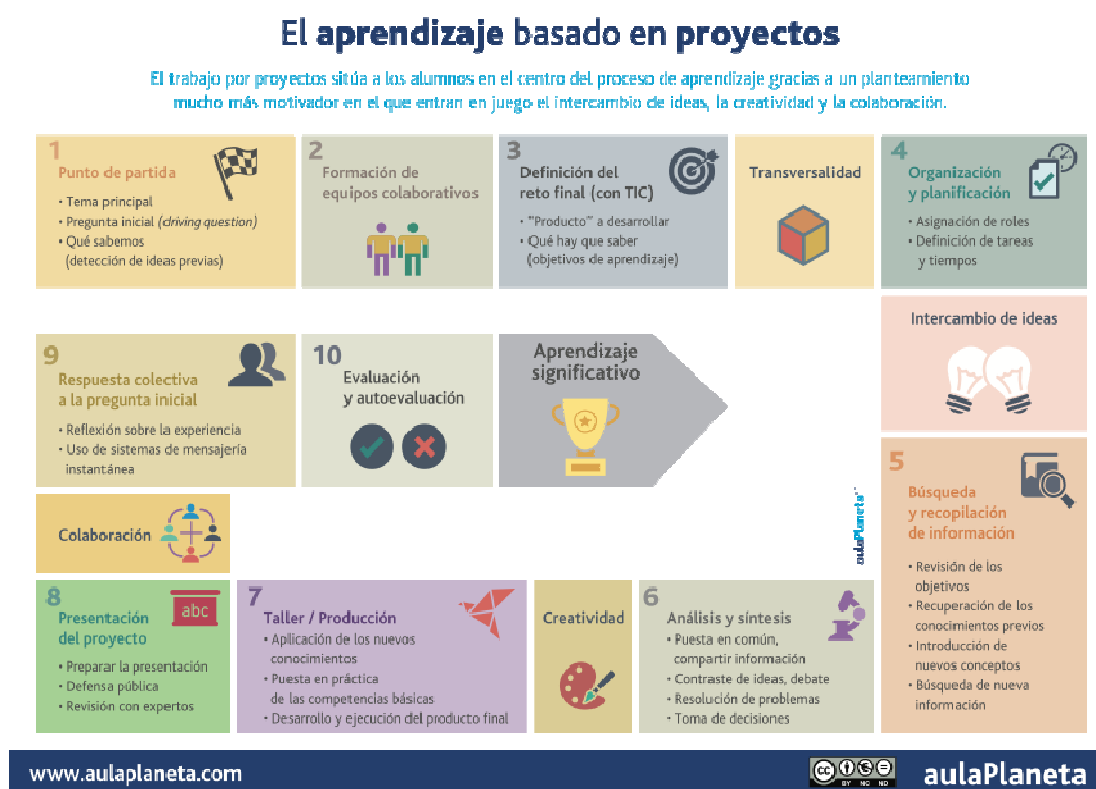 El aprendizaje basado en proyectos
El trabajo por proyectos sitúa a los alumnos en el centro del proceso de aprendizaje gracias a un planteamiento
mucho más motivador en el que entran en juego el intercambio de ideas, la creatividad y la colaboración.
1
Punto de partida
• Tema principal
• Pregunta inicial (driving question)
• Qué sabemos
(detección de ideas previas)
2
Formación de
equipos colaborativos
3
Definición del
reto final (con TIC)
• "Producto" a desarrollar
• Qué hay que saber
(objetivos de aprendizaje)
Transversalidad
4
Organización
y planificación
• Asignación de roles
• Definición de tareas
y tiempos
Intercambio de ideas
5
Búsqueda
y recopilación
de información
• Revisión de los
objetivos
• Recuperación de los
conocimientos previos
• Introducción de
nuevos conceptos
• Búsqueda de nueva
información
6
Análisis y síntesis
• Puesta en común,
compartir información
• Contraste de ideas, debate
• Resolución de problemas
• Toma de decisiones
Creatividad
7
Taller / Producción
• Aplicación de los nuevos
conocimientos
• Puesta en práctica
de las competencias básicas
• Desarrollo y ejecución del producto final
8
Presentación
del proyecto
abc
• Preparar la presentación
• Defensa pública
• Revisión con expertos
Colaboración
9
Respuesta colectiva
a la pregunta inicial
• Reflexión sobre la experiencia
• Uso de sistemas de mensajería
instantánea
10
Evaluación
y autoevaluación
Aprendizaje
significativo
aulaPlaneta
www.aulaplaneta.com
cc
BY NC ND
aulaPlaneta